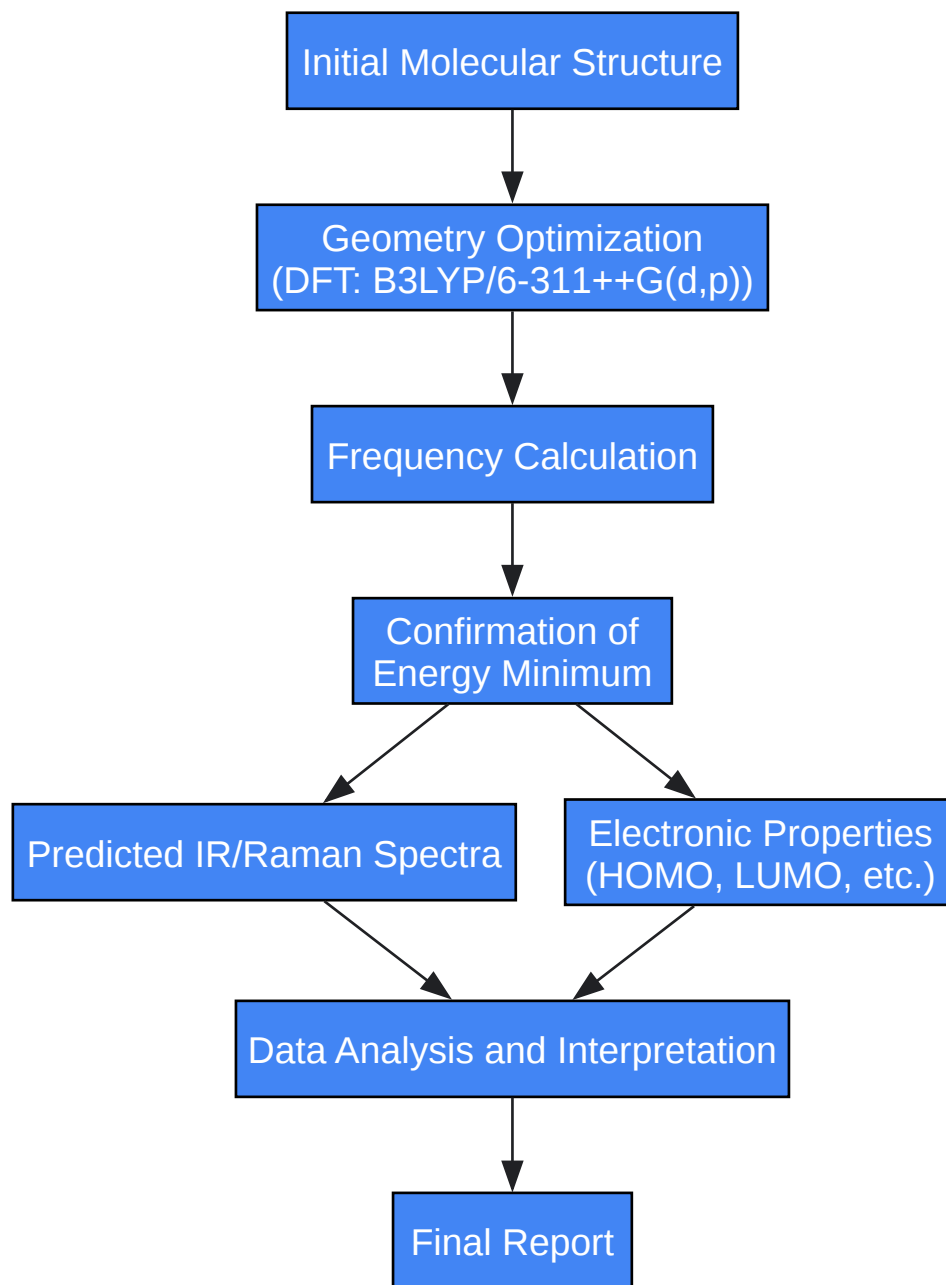 Initial Molecular Structure
Geometry Optimization
(DFT: B3LYP/6-311++G(d,p))
Frequency Calculation
Confirmation of
Energy Minimum
Predicted IR/Raman Spectra
Electronic Properties
(HOMO, LUMO, etc.)
Data Analysis and Interpretation
Final Report